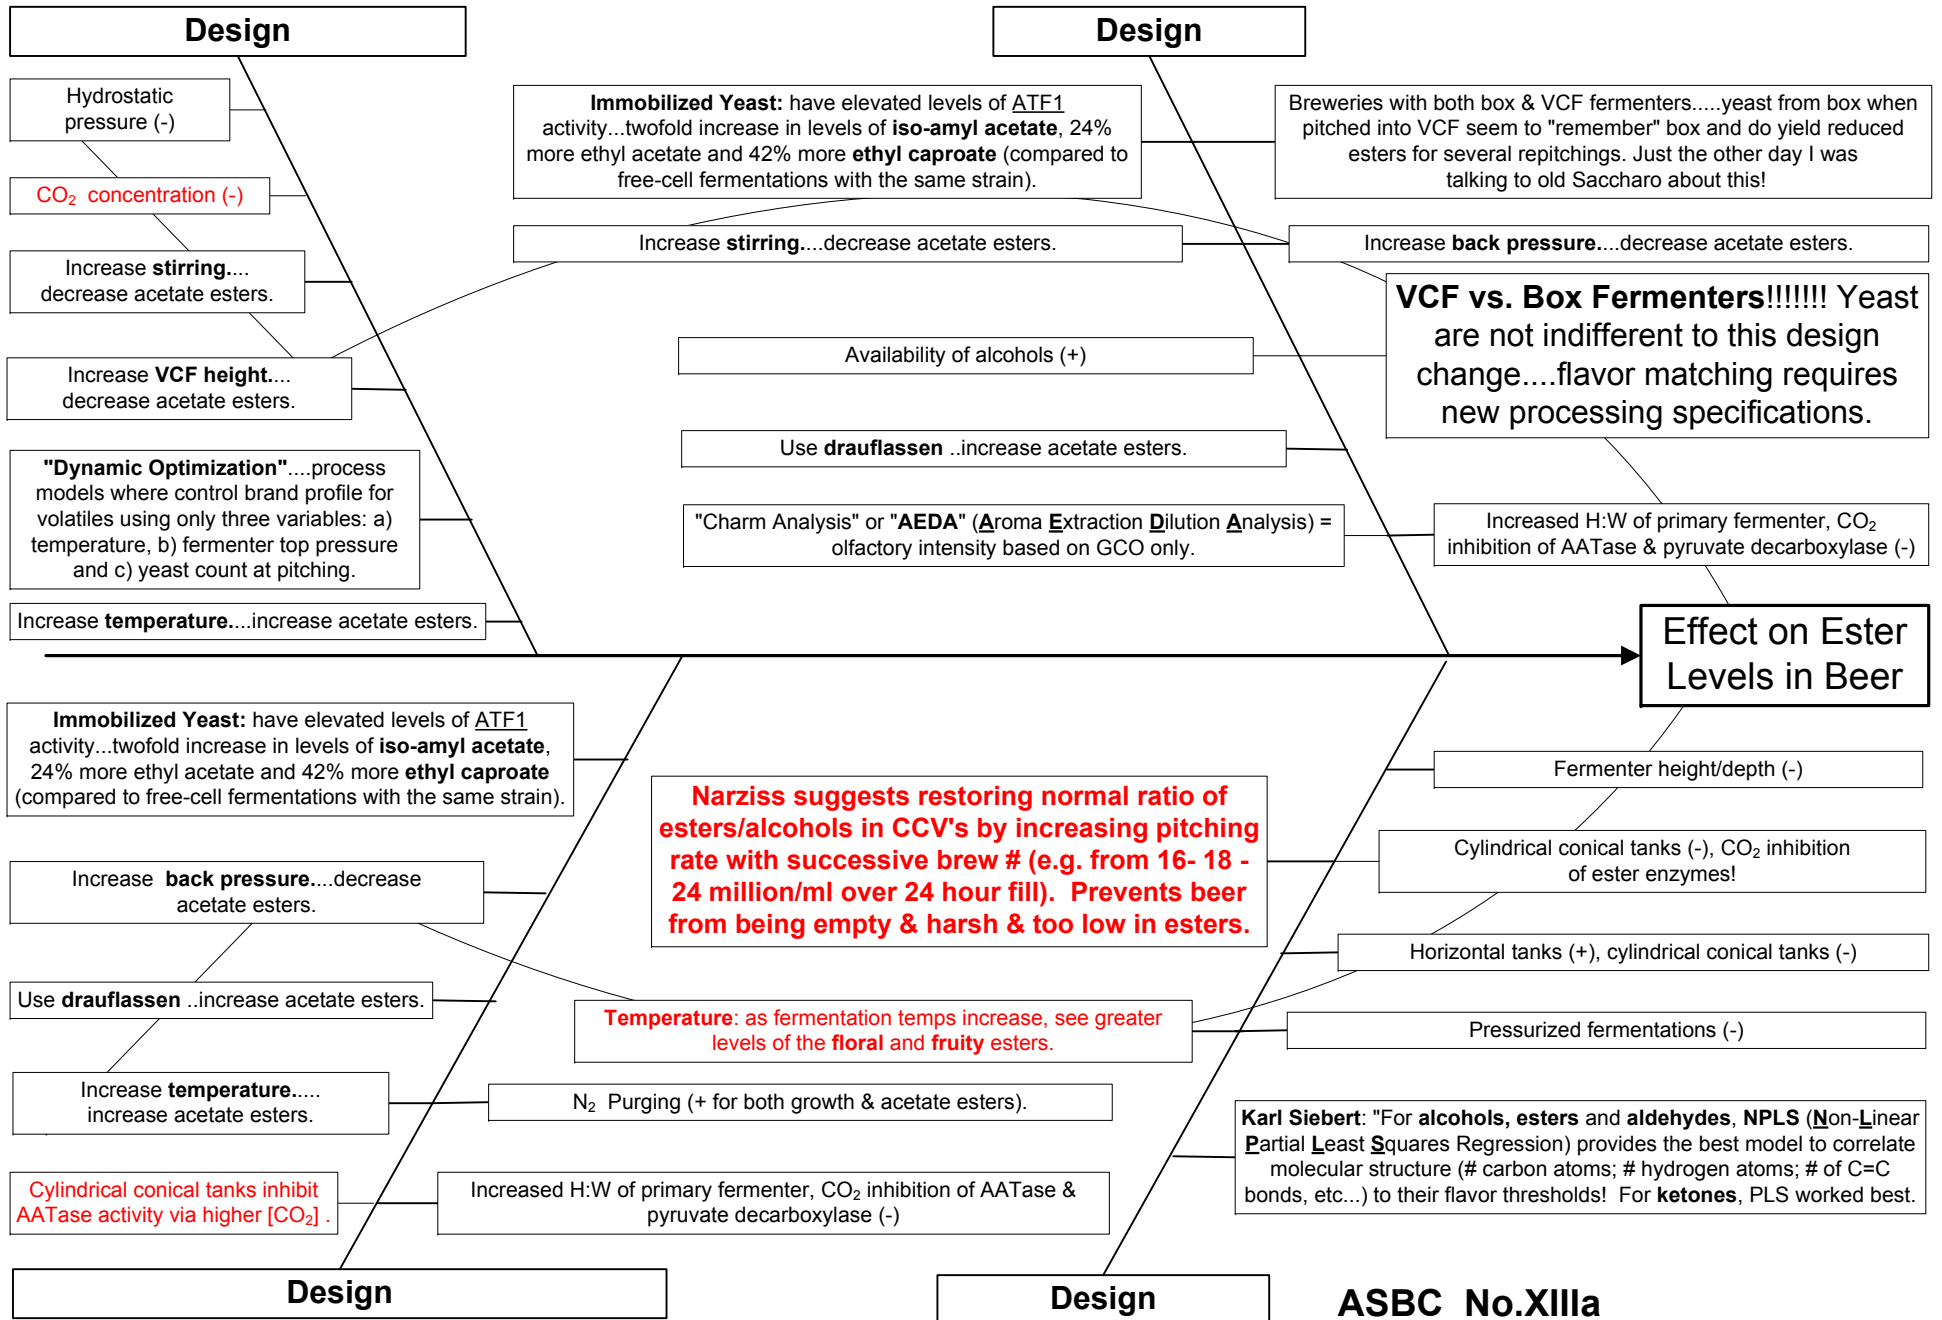 Design
Design
Hydrostatic
pressure (-)
CO₂ concentration (-)
Increase stirring....
decrease acetate esters.
Increase VCF height....
decrease acetate esters.
"Dynamic Optimization"....process
models where control brand profile for
volatiles using only three variables: a)
temperature, b) fermenter top pressure
and c) yeast count at pitching.
Increase temperature....increase acetate esters.
Immobilized Yeast: have elevated levels of ATF1
activity...twofold increase in levels of iso-amyl acetate, 24%
more ethyl acetate and 42% more ethyl caproate (compared to
free-cell fermentations with the same strain).
Breweries with both box & VCF fermenters.....yeast from box when
pitched into VCF seem to "remember" box and do yield reduced
esters for several repitchings. Just the other day I was
talking to old Saccharo about this!
Increase stirring....decrease acetate esters.
Increase back pressure....decrease acetate esters.
VCF vs. Box Fermenters!!!!!!! Yeast
are not indifferent to this design
change....flavor matching requires
new processing specifications.
Availability of alcohols (+)
Use drauflassen ..increase acetate esters.
"Charm Analysis" or "AEDA" (Aroma Extraction Dilution Analysis) =
olfactory intensity based on GCO only.
Increased H:W of primary fermenter, CO₂
inhibition of AATase & pyruvate decarboxylase (-)
Effect on Ester
Levels in Beer
Immobilized Yeast: have elevated levels of ATF1
activity...twofold increase in levels of iso-amyl acetate,
24% more ethyl acetate and 42% more ethyl caproate
(compared to free-cell fermentations with the same strain).
Increase back pressure....decrease
acetate esters.
Use drauflassen ..increase acetate esters.
Increase temperature.....
increase acetate esters.
Cylindrical conical tanks inhibit
AATase activity via higher [CO₂] .
Narziss suggests restoring normal ratio of
esters/alcohols in CCV's by increasing pitching
rate with successive brew # (e.g. from 16- 18 -
24 million/ml over 24 hour fill). Prevents beer
from being empty & harsh & too low in esters.
Temperature: as fermentation temps increase, see greater
levels of the floral and fruity esters.
N₂ Purging (+ for both growth & acetate esters).
Increased H:W of primary fermenter, CO₂ inhibition of AATase &
pyruvate decarboxylase (-)
Fermenter height/depth (-)
Cylindrical conical tanks (-), CO₂ inhibition
of ester enzymes!
Horizontal tanks (+), cylindrical conical tanks (-)
Pressurized fermentations (-)
Karl Siebert: "For alcohols, esters and aldehydes, NPLS (Non-Linear
Partial Least Squares Regression) provides the best model to correlate
molecular structure (# carbon atoms; # hydrogen atoms; # of C=C
bonds, etc...) to their flavor thresholds! For ketones, PLS worked best.
Design
Design
ASBC No.XIIIa